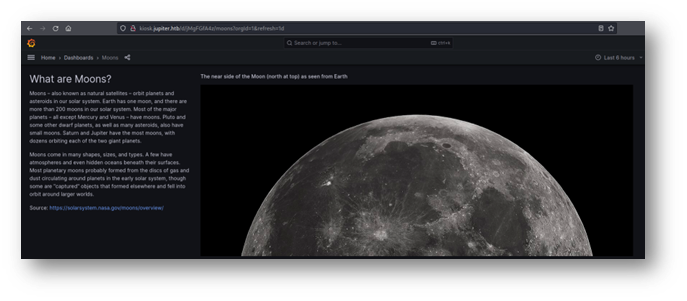 kiosk.jupiter.htb/d/jMgFGfA4z/moons?orgId=1&refresh=1d
Search or jump to...
ctrl+k
Home > Dashboards > Moons
Last 6 hours
What are Moons?
Moons – also known as natural satellites – orbit planets and
asteroids in our solar system. Earth has one moon, and there are
more than 200 moons in our solar system. Most of the major
planets – all except Mercury and Venus – have moons. Pluto and
some other dwarf planets, as well as many asteroids, also have
small moons. Saturn and Jupiter have the most moons, with
dozens orbiting each of the two giant planets.
Moons come in many shapes, sizes, and types. A few have
atmospheres and even hidden oceans beneath their surfaces.
Most planetary moons probably formed from the discs of gas and
dust circulating around planets in the early solar system, though
some are "captured" objects that formed elsewhere and fell into
orbit around larger worlds.
Source: https://solarsystem.nasa.gov/moons/overview/
The near side of the Moon (north at top) as seen from Earth